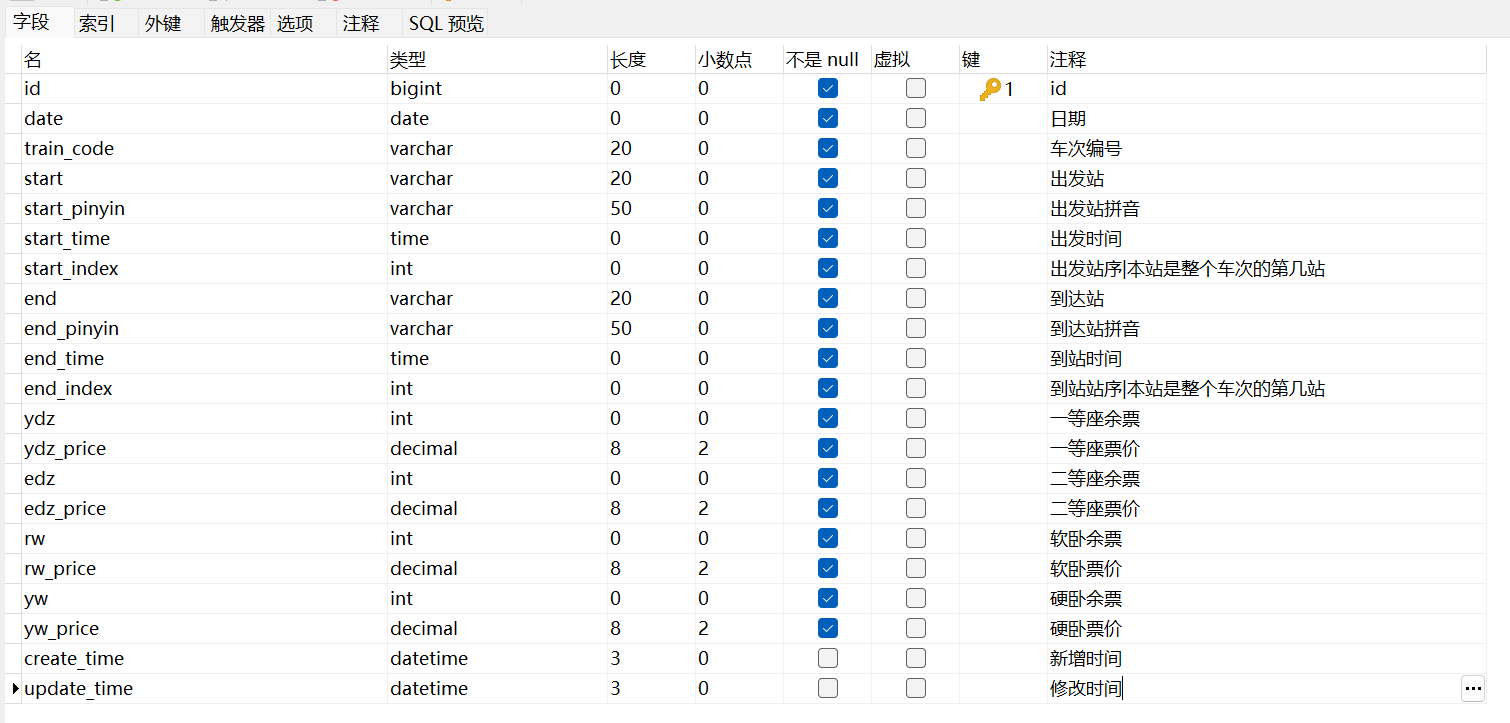 字段 索引 外键 触发器 选项 注释 SQL 预览
名 类型 长度 小数点 不是 null 虚拟 键 注释
id bigint 0 0 1 id
date date 0 0 日期
train_code varchar 20 0 车次编号
start varchar 20 0 出发站
start_pinyin varchar 50 0 出发站拼音
start_time time 0 0 出发时间
start_index int 0 0 出发站序|本站是整个车次的第几站
end varchar 20 0 到达站
end_pinyin varchar 50 0 到达站拼音
end_time time 0 0 到站时间
end_index int 0 0 到站站序|本站是整个车次的第几站
ydz int 0 0 一等座余票
ydz_price decimal 8 2 一等座票价
edz int 0 0 二等座余票
edz_price decimal 8 2 二等座票价
rw int 0 0 软卧余票
rw_price decimal 8 2 软卧票价
yw int 0 0 硬卧余票
yw_price decimal 8 2 硬卧票价
create_time datetime 3 0 新增时间
update_time datetime 3 0 修改时间